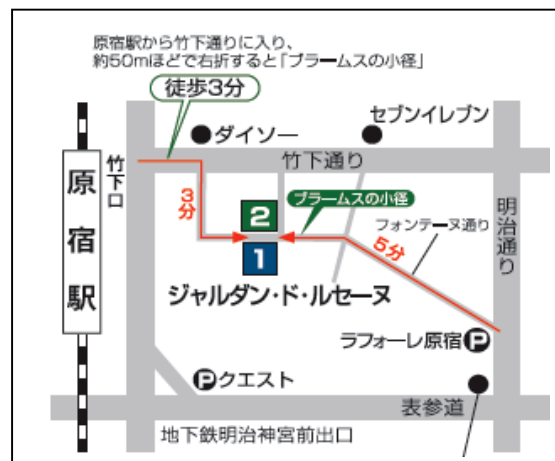 原宿駅から竹下通りに入り、
約50mほどで右折すると「ブラームスの小径」
徒歩3分
セブンイレブン
ダイソー
竹下通り
竹下口
原宿駅
3分
2
ブラームスの小径
1
5分
フォンテーヌ通り
明治通り
ジャルダン・ド・ルセーヌ
ラフォーレ原宿 P
P クエスト
表参道
地下鉄明治神宮前出口